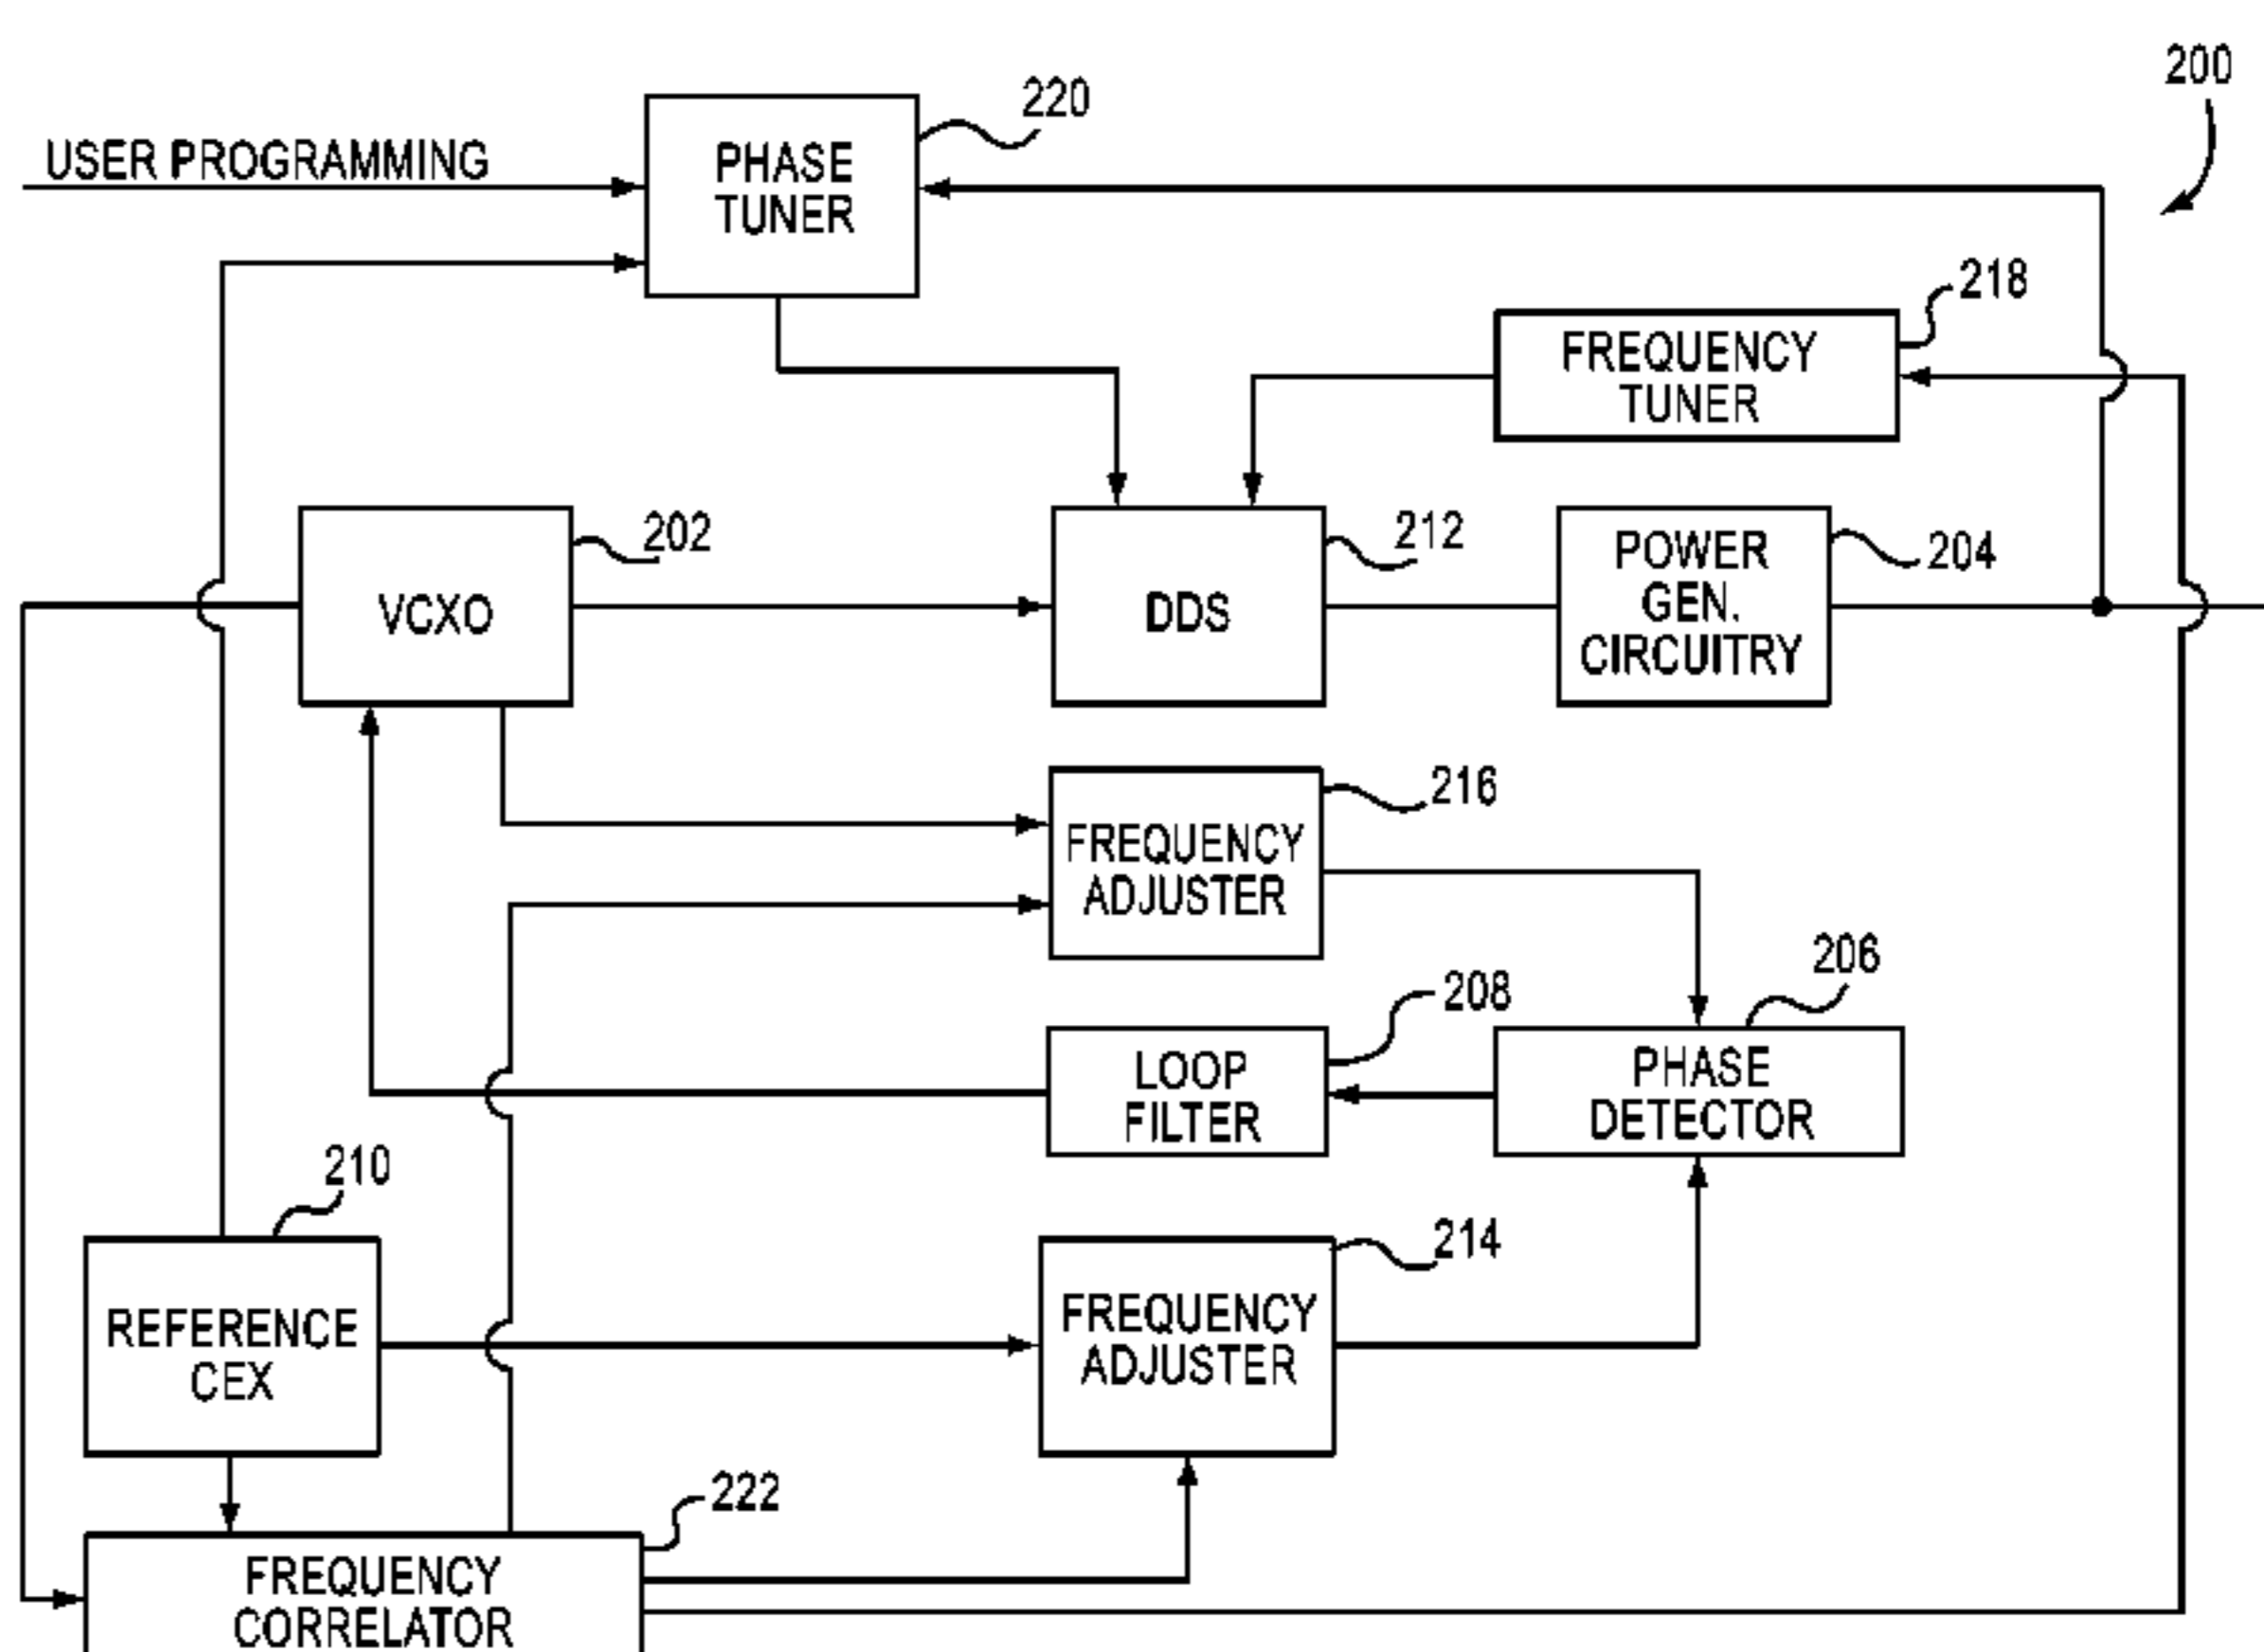 200
220
USER PROGRAMMING
PHASE
TUNER
218
FREQUENCY
TUNER
202
VCXO
212
DDS
204
POWER
GEN.
CIRCUITRY
216
FREQUENCY
ADJUSTER
206
208
LOOP
FILTER
PHASE
DETECTOR
210
REFERENCE
CEX
214
FREQUENCY
ADJUSTER
222
FREQUENCY
CORRELATOR